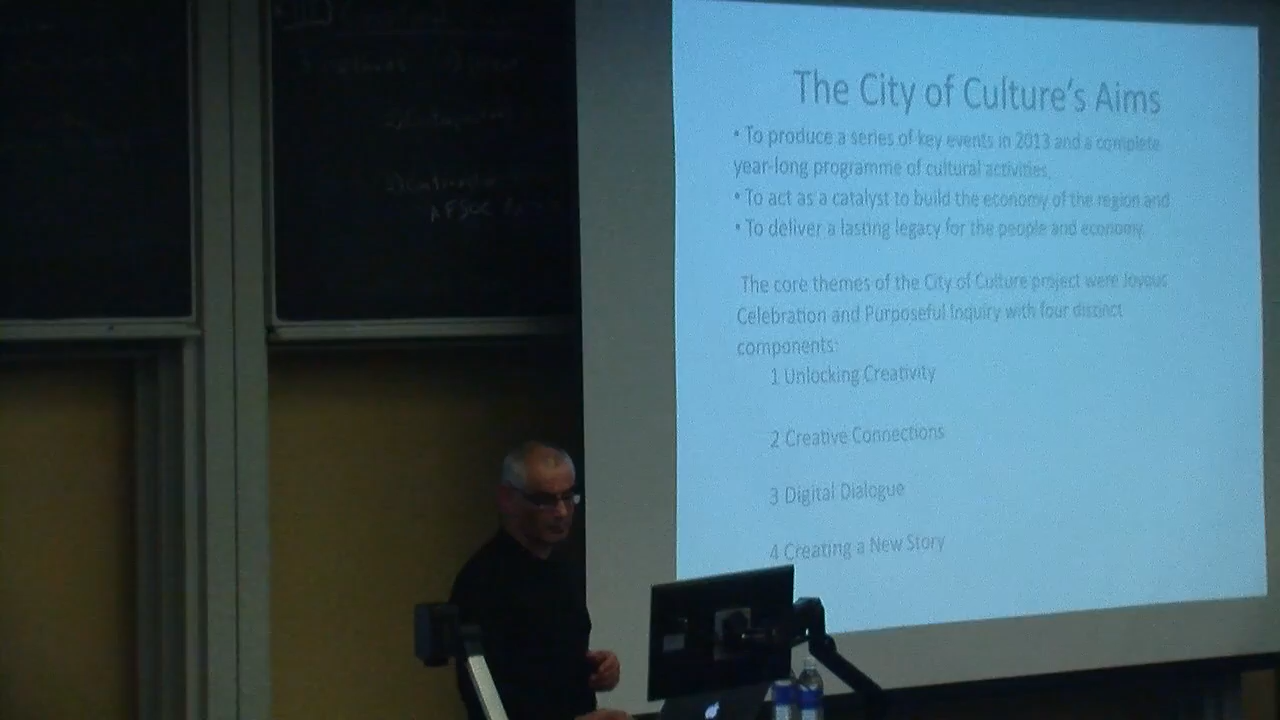 The City of Culture's Aims
• To produce a series of key events in 2013 and a complete
year-long programme of cultural activities,
• To act as a catalyst to build the economy of the region and
• To deliver a lasting legacy for the people and economy.
The core themes of the City of Culture project were Joyous
Celebration and Purposeful Inquiry with four distinct
components:
1 Unlocking Creativity
2 Creative Connections
3 Digital Dialogue
4 Creating a New Story